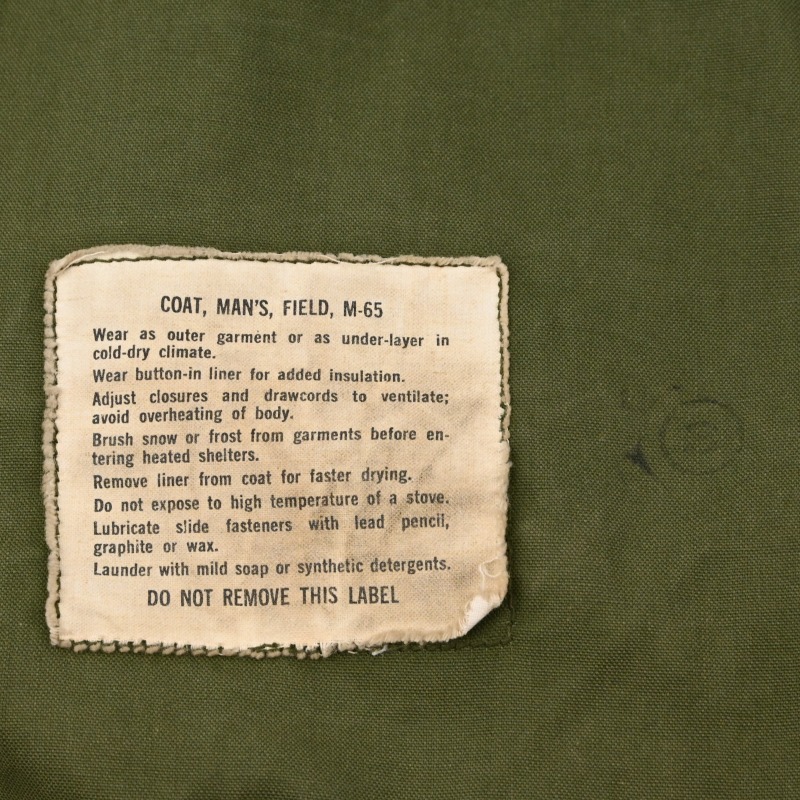 COAT, MAN'S, FIELD, M-65
Wear as outer garment or as under-layer in
cold-dry climate.
Wear button-in liner for added insulation.
Adjust closures and drawcords to ventilate;
avoid overheating of body.
Brush snow or frost from garments before en-
tering heated shelters.
Remove liner from coat for faster drying.
Do not expose to high temperature of a stove.
Lubricate slide fasteners with lead pencil,
graphite or wax.
Launder with mild soap or synthetic detergents.
DO NOT REMOVE THIS LABEL